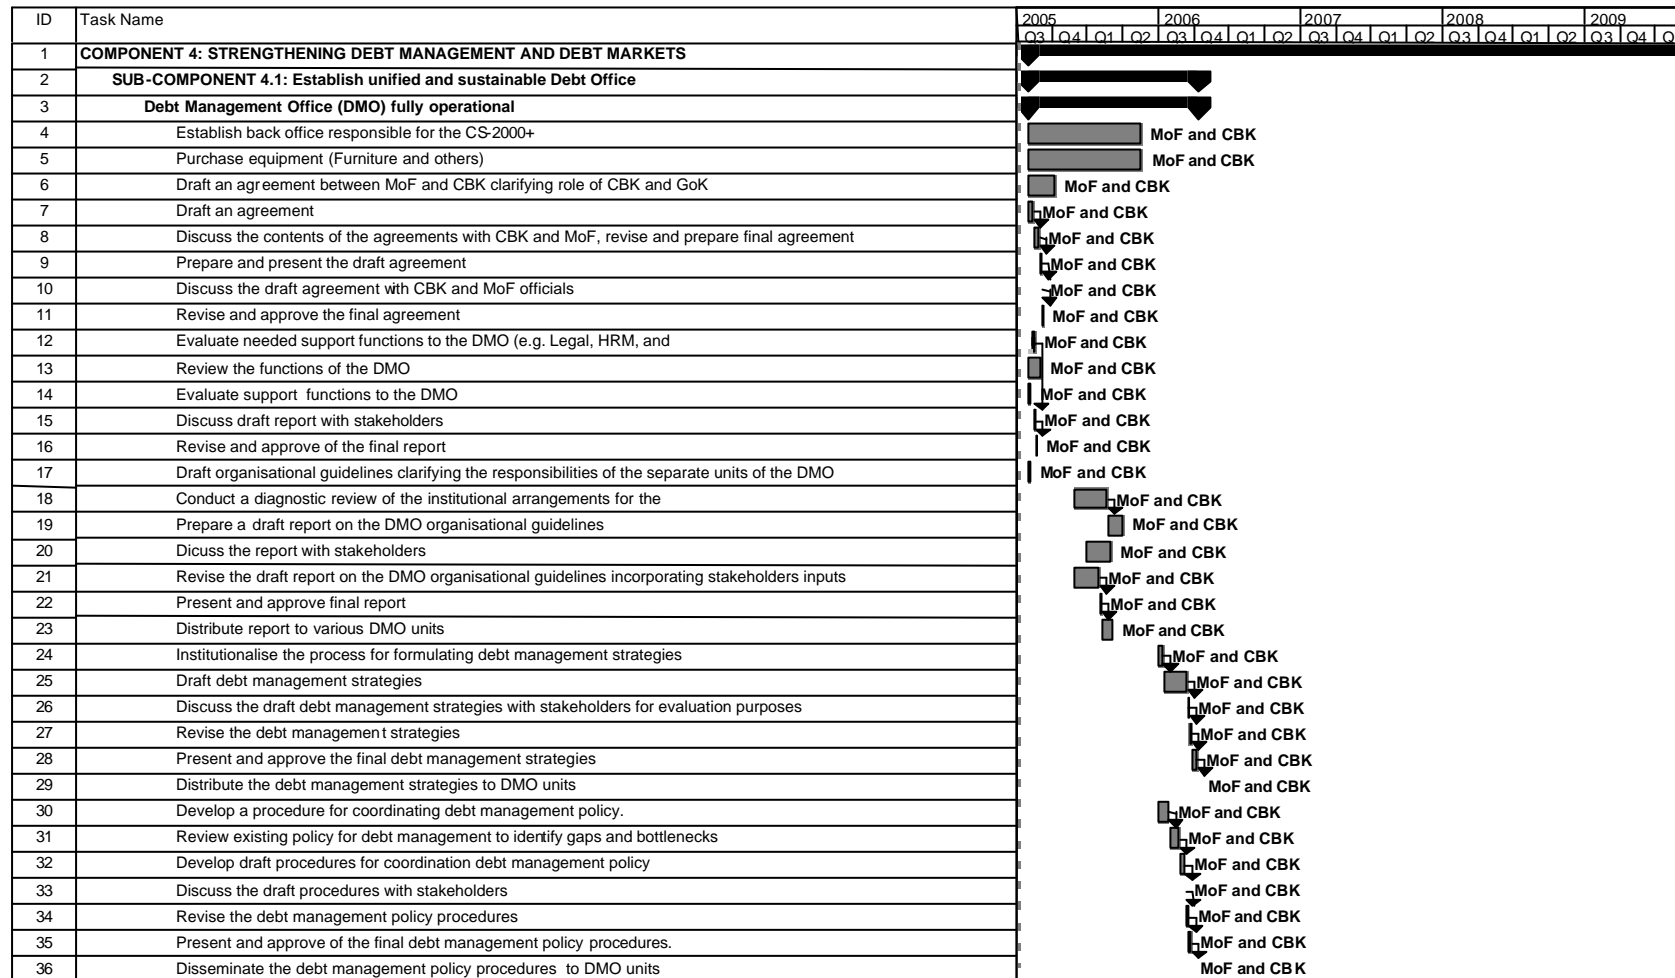 ID Task Name 2005 2006 2007 2008 2009
Q3 Q4 Q1 Q2 Q3 Q4 Q1 Q2 Q3 Q4 Q1 Q2 Q3 Q4 Q1 Q2 Q3 Q4
1 COMPONENT 4: STRENGTHENING DEBT MANAGEMENT AND DEBT MARKETS
2 SUB-COMPONENT 4.1: Establish unified and sustainable Debt Office
3 Debt Management Office (DMO) fully operational
4 Establish back office responsible for the CS-2000+ MoF and CBK
5 Purchase equipment (Furniture and others) MoF and CBK
6 Draft an agreement between MoF and CBK clarifying role of CBK and GoK MoF and CBK
7 Draft an agreement MoF and CBK
8 Discuss the contents of the agreements with CBK and MoF, revise and prepare final agreement MoF and CBK
9 Prepare and present the draft agreement MoF and CBK
10 Discuss the draft agreement with CBK and MoF officials MoF and CBK
11 Revise and approve the final agreement MoF and CBK
12 Evaluate needed support functions to the DMO (e.g. Legal, HRM, and MoF and CBK
13 Review the functions of the DMO MoF and CBK
14 Evaluate support functions to the DMO MoF and CBK
15 Discuss draft report with stakeholders MoF and CBK
16 Revise and approve of the final report MoF and CBK
17 Draft organisational guidelines clarifying the responsibilities of the separate units of the DMO MoF and CBK
18 Conduct a diagnostic review of the institutional arrangements for the MoF and CBK
19 Prepare a draft report on the DMO organisational guidelines MoF and CBK
20 Dicuss the report with stakeholders MoF and CBK
21 Revise the draft report on the DMO organisational guidelines incorporating stakeholders inputs MoF and CBK
22 Present and approve final report MoF and CBK
23 Distribute report to various DMO units MoF and CBK
24 Institutionalise the process for formulating debt management strategies MoF and CBK
25 Draft debt management strategies MoF and CBK
26 Discuss the draft debt management strategies with stakeholders for evaluation purposes MoF and CBK
27 Revise the debt management strategies MoF and CBK
28 Present and approve the final debt management strategies MoF and CBK
29 Distribute the debt management strategies to DMO units MoF and CBK
30 Develop a procedure for coordinating debt management policy. MoF and CBK
31 Review existing policy for debt management to identify gaps and bottlenecks MoF and CBK
32 Develop draft procedures for coordination debt management policy MoF and CBK
33 Discuss the draft procedures with stakeholders MoF and CBK
34 Revise the debt management policy procedures MoF and CBK
35 Present and approve of the final debt management policy procedures. MoF and CBK
36 Disseminate the debt management policy procedures to DMO units MoF and CBK